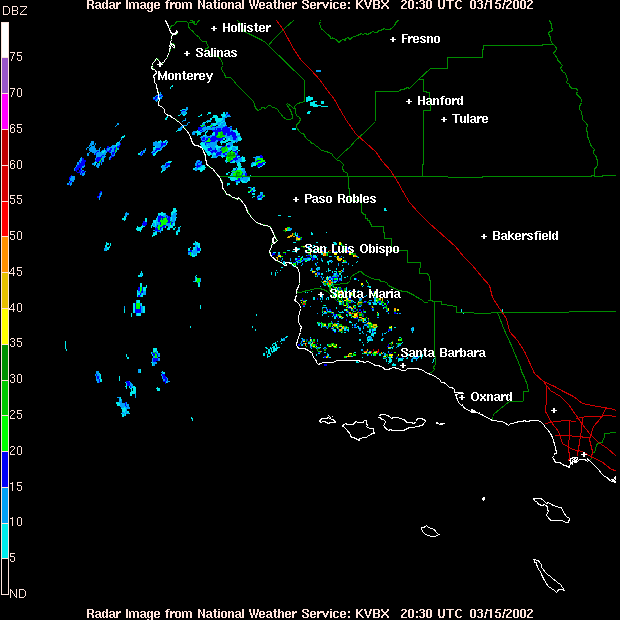 Radar Image from National Weather Service: KVBX 20:30 UTC 03/15/2002
DBZ
Hollister
Fresno
Salinas
75
Monterey
70
Hanford
Tulare
65
60
55
Paso Robles
50
Bakersfield
San Luis Obispo
45
Santa Maria
40
35
Santa Barbara
30
Oxnard
25
20
15
10
5
ND
Radar Image from National Weather Service: KVBX 20:30 UTC 03/15/2002